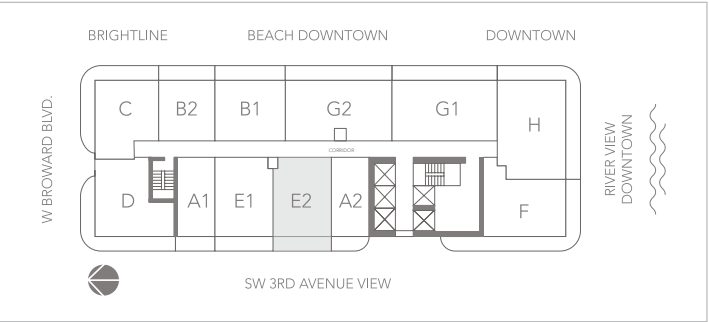 BRIGHTLINE
BEACH DOWNTOWN
DOWNTOWN
W BROWARD BLVD.
C
B2
B1
G2
G1
H
CORRIDOR
D
A1
E1
E2
A2
F
RIVER VIEW
DOWNTOWN
SW 3RD AVENUE VIEW